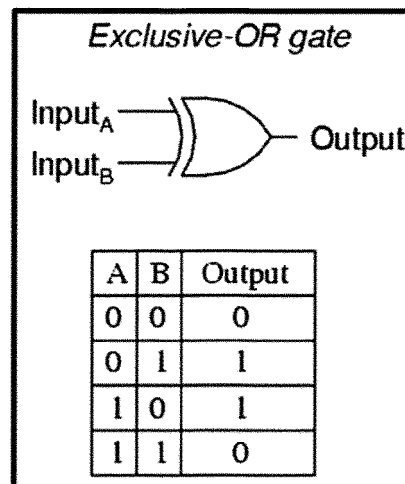 Exclusive-OR gate
Input_A
Output
Input_B
A B Output
0 0 0
0 1 1
1 0 1
1 1 0